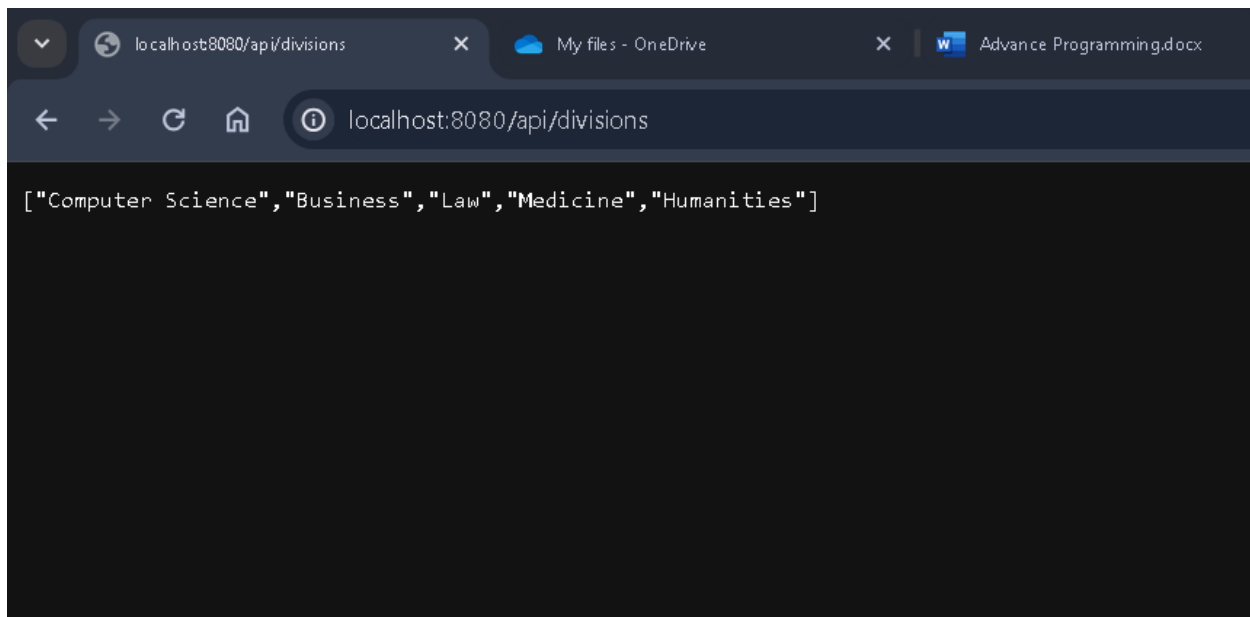 localhost:8080/api/divisions
My files - OneDrive
Advance Programming.docx
localhost:8080/api/divisions
["Computer Science","Business","Law","Medicine","Humanities"]